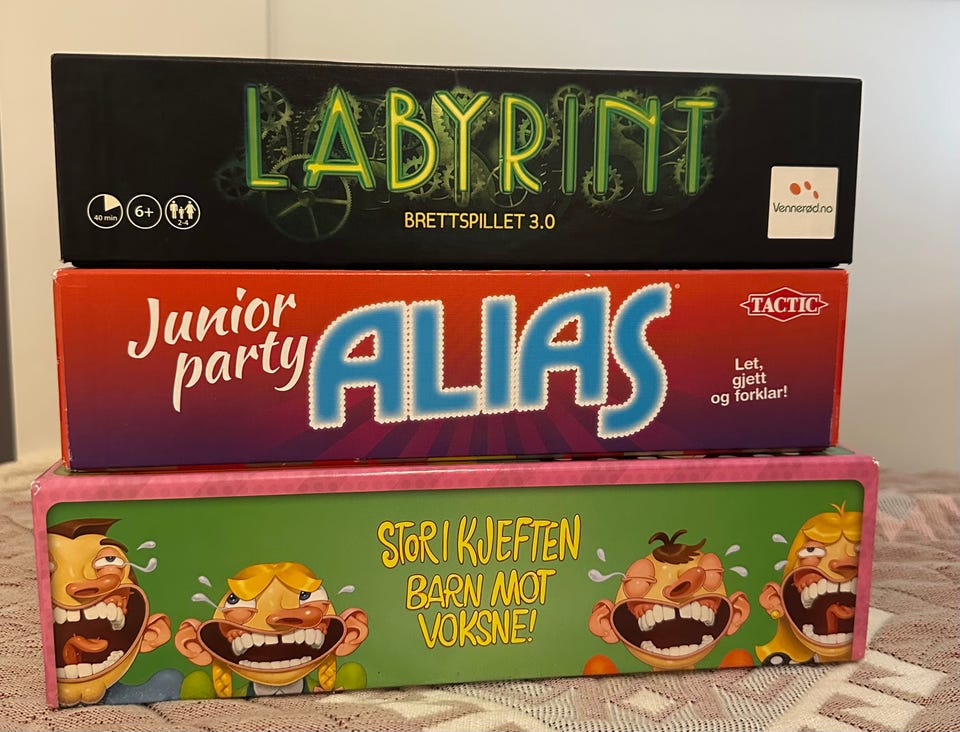 LABYRINT
BRETTSPILLET 3.0
40 min
6+
2-4
Vennerød.no
Junior
party
ALIAS
TACTIC
Let,
gjett
og forklar!
STOR I KJEFTEN
BARN MOT
VOKSNE!